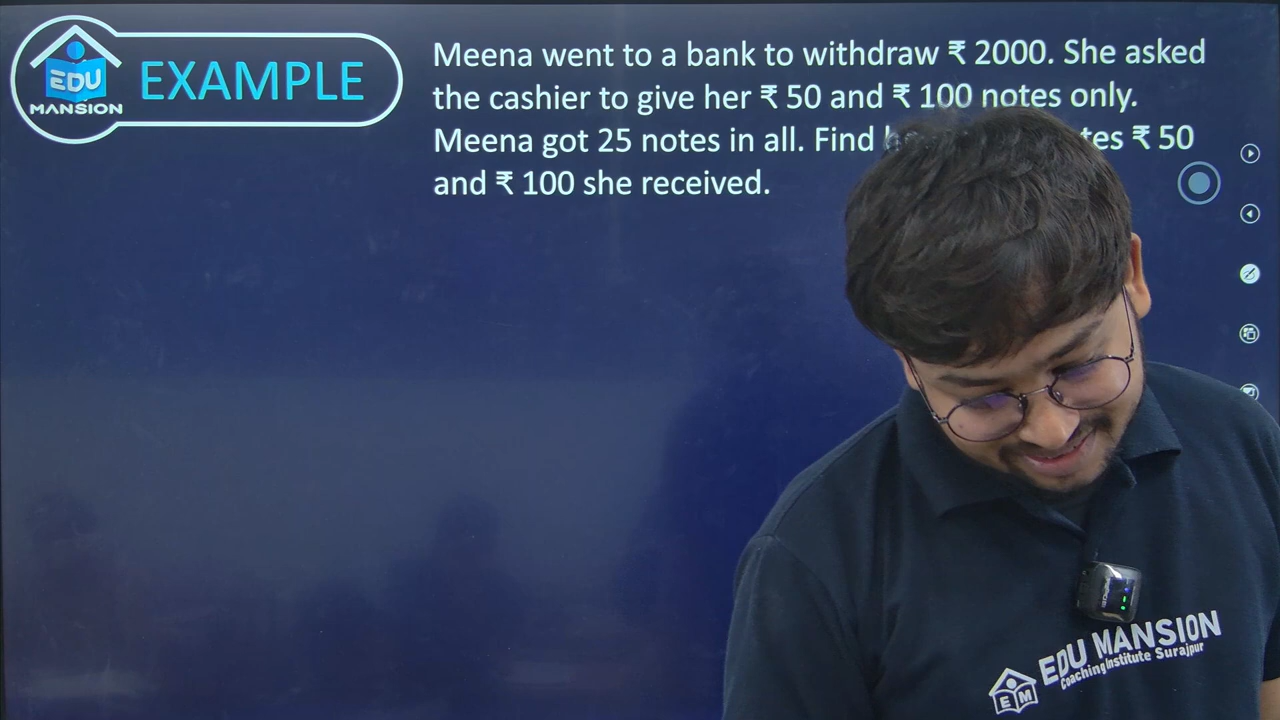 EDU
MANSION
EXAMPLE
Meena went to a bank to withdraw ₹ 2000. She asked
the cashier to give her ₹ 50 and ₹ 100 notes only.
Meena got 25 notes in all. Find ₹ 50
and ₹ 100 she received.
EDU MANSION
Coaching Institute Surajpur
EM